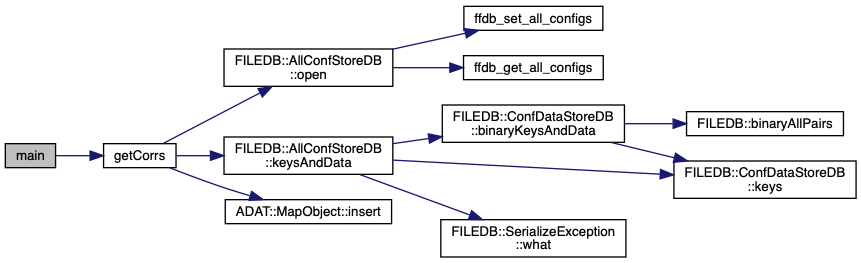 main
getCorrs
FILEDB::AllConfStoreDB
::open
ffdb_set_all_configs
ffdb_get_all_configs
FILEDB::AllConfStoreDB
::keysAndData
FILEDB::ConfDataStoreDB
::binaryKeysAndData
FILEDB::binaryAllPairs
FILEDB::ConfDataStoreDB
::keys
FILEDB::SerializeException
::what
ADAT::MapObject::insert